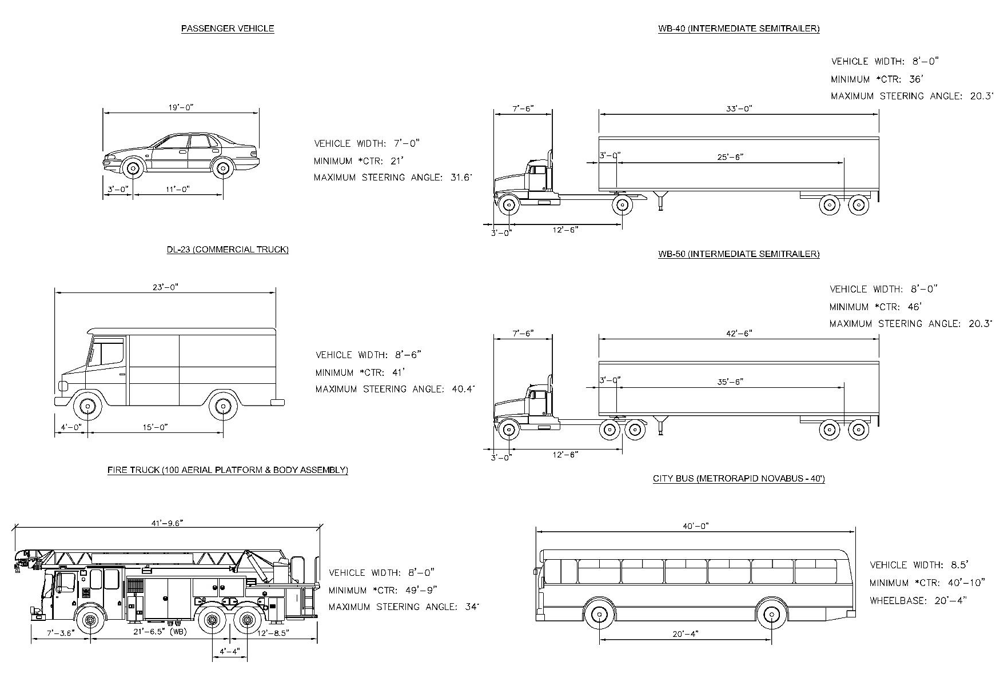 PASSENGER VEHICLE
19'-0"
3'-0"
11'-0"
VEHICLE WIDTH: 7'-0"
MINIMUM *CTR: 21'
MAXIMUM STEERING ANGLE: 31.6°
WB-40 (INTERMEDIATE SEMITRAILER)
VEHICLE WIDTH: 8'-0"
MINIMUM *CTR: 36'
MAXIMUM STEERING ANGLE: 20.3°
7'-6"
33'-0"
3'-0"
25'-6"
3'-0"
12'-6"
DL-23 (COMMERCIAL TRUCK)
23'-0"
4'-0"
15'-0"
VEHICLE WIDTH: 8'-6"
MINIMUM *CTR: 41'
MAXIMUM STEERING ANGLE: 40.4°
WB-50 (INTERMEDIATE SEMITRAILER)
VEHICLE WIDTH: 8'-0"
MINIMUM *CTR: 46'
MAXIMUM STEERING ANGLE: 20.3°
7'-6"
42'-6"
3'-0"
35'-6"
3'-0"
12'-6"
FIRE TRUCK (100 AERIAL PLATFORM & BODY ASSEMBLY)
41'-9.6"
7'-3.6"
21'-6.5" (WB)
12'-8.5"
4'-4"
VEHICLE WIDTH: 8'-0"
MINIMUM *CTR: 49'-9"
MAXIMUM STEERING ANGLE: 34°
CITY BUS (METRORAPID NOVABUS - 40')
40'-0"
20'-4"
VEHICLE WIDTH: 8.5'
MINIMUM *CTR: 40'-10"
WHEELBASE: 20'-4"